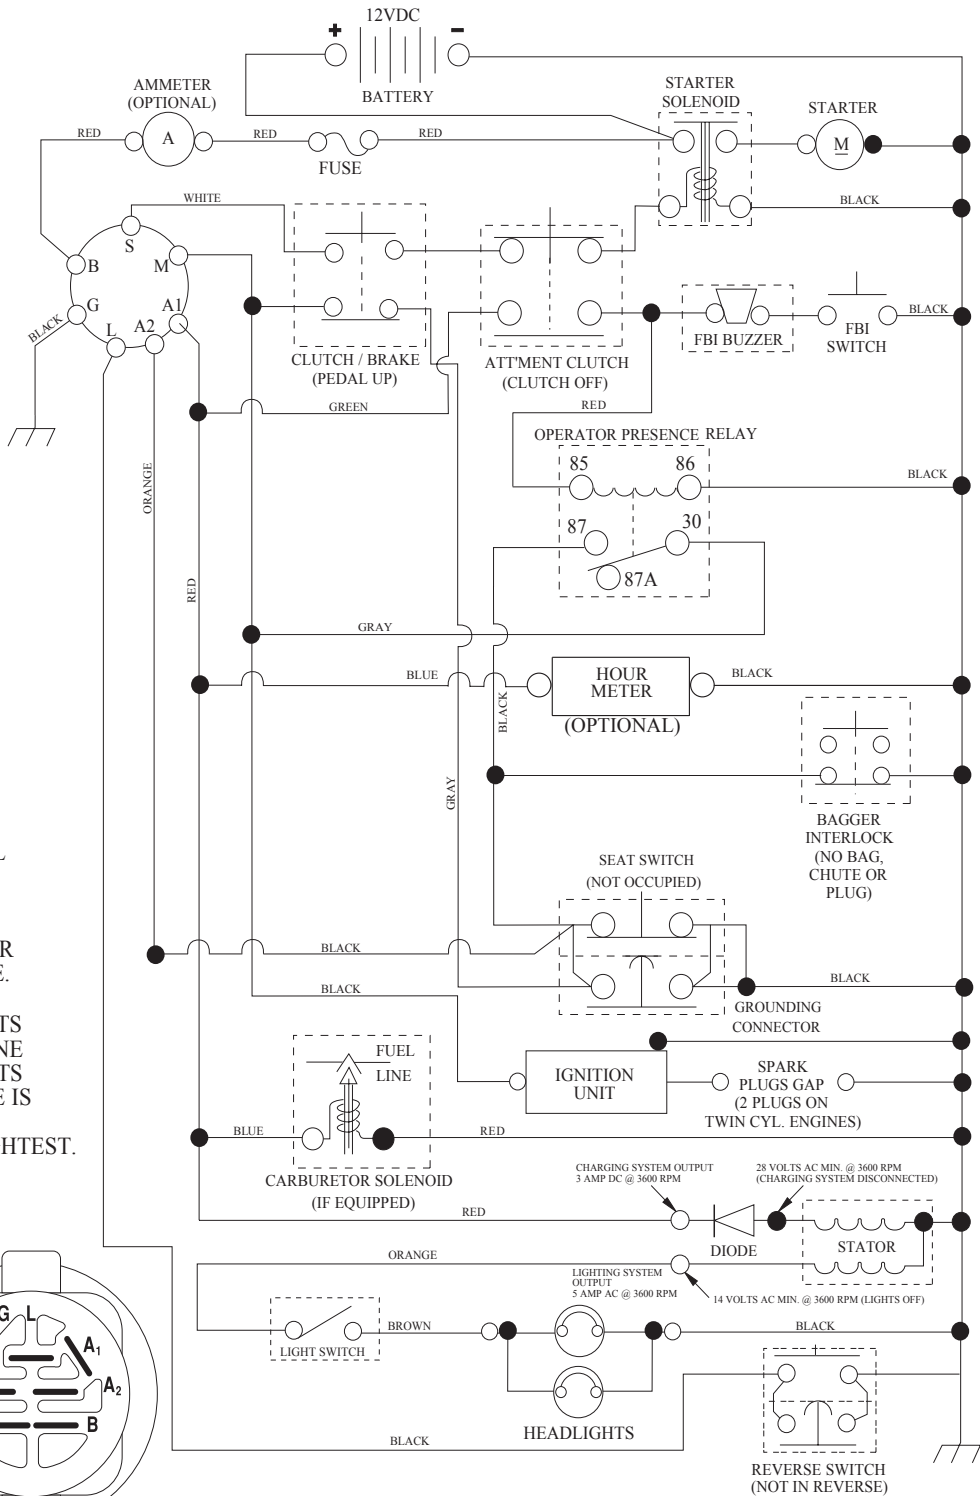 12VDC
+ −
BATTERY
AMMETER
(OPTIONAL)
A
RED
RED
RED
FUSE
STARTER
SOLENOID
STARTER
M
BLACK
WHITE
S
B
M
G
A1
L
A2
BLACK
CLUTCH / BRAKE
(PEDAL UP)
ATT'MENT CLUTCH
(CLUTCH OFF)
FBI BUZZER
FBI
SWITCH
BLACK
GREEN
RED
OPERATOR PRESENCE RELAY
85 86
87 30
87A
BLACK
ORANGE
RED
GRAY
BLUE
HOUR
METER
(OPTIONAL)
BLACK
BLACK
GRAY
BAGGER
INTERLOCK
(NO BAG,
CHUTE OR
PLUG)
SEAT SWITCH
(NOT OCCUPIED)
BLACK
BLACK
BLACK
GROUNDING
CONNECTOR
R
E.
TS
NE
TS
E IS
HTEST.
FUEL
LINE
IGNITION
UNIT
SPARK
PLUGS GAP
(2 PLUGS ON
TWIN CYL. ENGINES)
BLUE
RED
CARBURETOR SOLENOID
(IF EQUIPPED)
CHARGING SYSTEM OUTPUT
3 AMP DC @ 3600 RPM
28 VOLTS AC MIN. @ 3600 RPM
(CHARGING SYSTEM DISCONNECTED)
RED
DIODE
STATOR
ORANGE
LIGHTING SYSTEM
OUTPUT
5 AMP AC @ 3600 RPM
14 VOLTS AC MIN. @ 3600 RPM (LIGHTS OFF)
LIGHT SWITCH
BROWN
BLACK
HEADLIGHTS
G L
A1
A2
B
BLACK
REVERSE SWITCH
(NOT IN REVERSE)